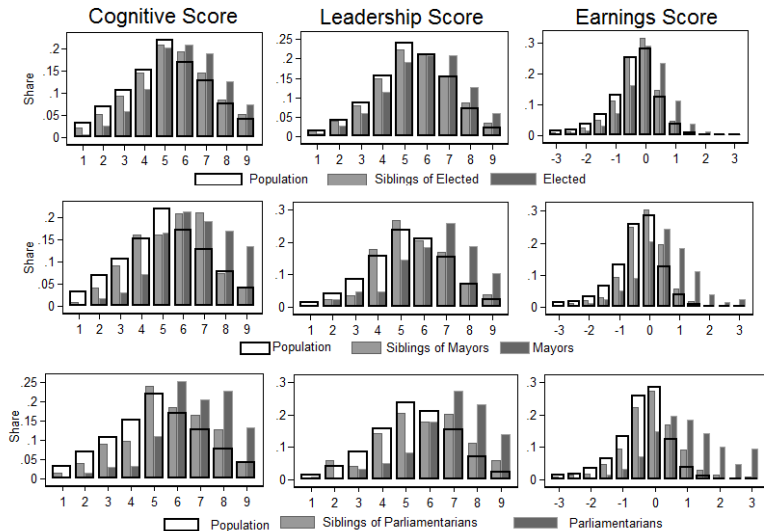 Cognitive Score Leadership Score Earnings Score
Share
.2
.15
.1
.05
0
1 2 3 4 5 6 7 8 9
.25
.2
.15
.1
.05
0
1 2 3 4 5 6 7 8 9
.3
.2
.1
0
-3 -2 -1 0 1 2 3
Population Siblings of Elected Elected
.2
.15
.1
.05
0
1 2 3 4 5 6 7 8 9
.3
.2
.1
0
1 2 3 4 5 6 7 8 9
.3
.2
.1
0
-3 -2 -1 0 1 2 3
Population Siblings of Mayors Mayors
Share
.25
.2
.15
.1
.05
0
1 2 3 4 5 6 7 8 9
.3
.2
.1
0
1 2 3 4 5 6 7 8 9
.3
.2
.1
0
-3 -2 -1 0 1 2 3
Population Siblings of Parliamentarians Parliamentarians